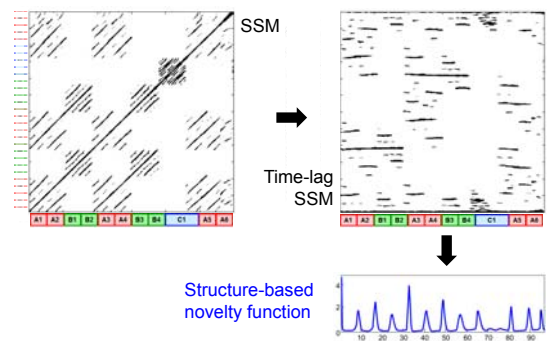 SSM
Time-lag
SSM
A1 A2 B1 B2 A3 A4 B3 B4 C1 A5 A6
A1 A2 B1 B2 A3 A4 B3 B4 C1 A5 A6
Structure-based
novelty function
4
2
0
10 20 30 40 50 60 70 80 90